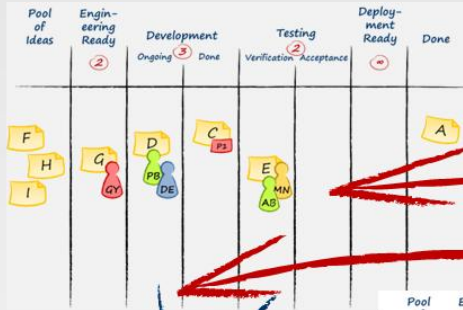 Pool of Ideas
Engin-eering Ready
2
Development
3
Ongoing
Done
Testing
2
Verification
Acceptance
Deploy-ment Ready
∞
Done
F
H
I
G
GY
D
PB
DE
C
P1
E
MN
AB
A
Pool
E